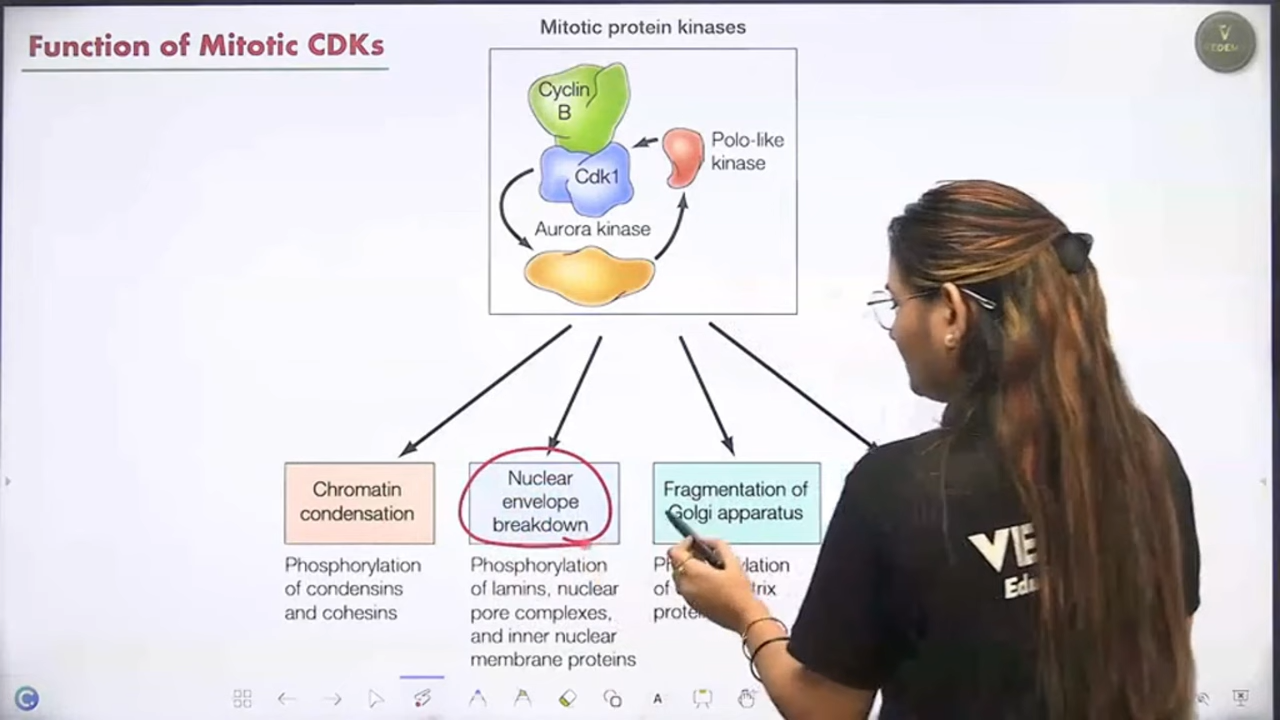 Function of Mitotic CDKs
Mitotic protein kinases
V
VEDEMY
Cyclin
B
Polo-like
kinase
Cdk1
Aurora kinase
Chromatin
condensation
Nuclear
envelope
breakdown
Fragmentation of
Golgi apparatus
Phosphorylation
of condensins
and cohesins
Phosphorylation
of lamins, nuclear
pore complexes,
and inner nuclear
membrane proteins
of
A